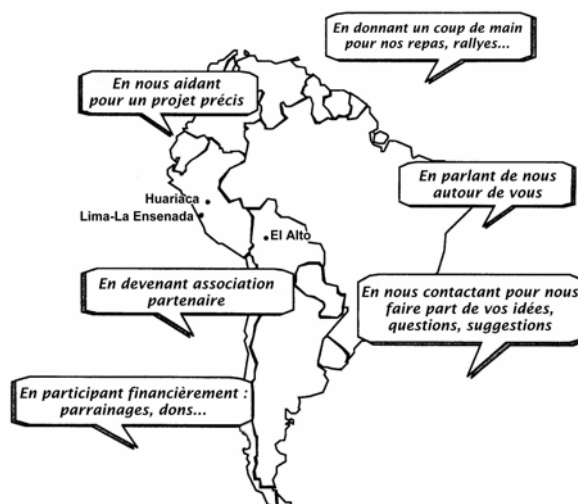 En donnant un coup de main
pour nos repas, rallyes...
En nous aidant
pour un projet précis
En parlant de nous
autour de vous
Huariaca
Lima-La Ensenada
El Alto
En devenant association
partenaire
En nous contactant pour nous
faire part de vos idées,
questions, suggestions
En participant financièrement :
parrainages, dons...